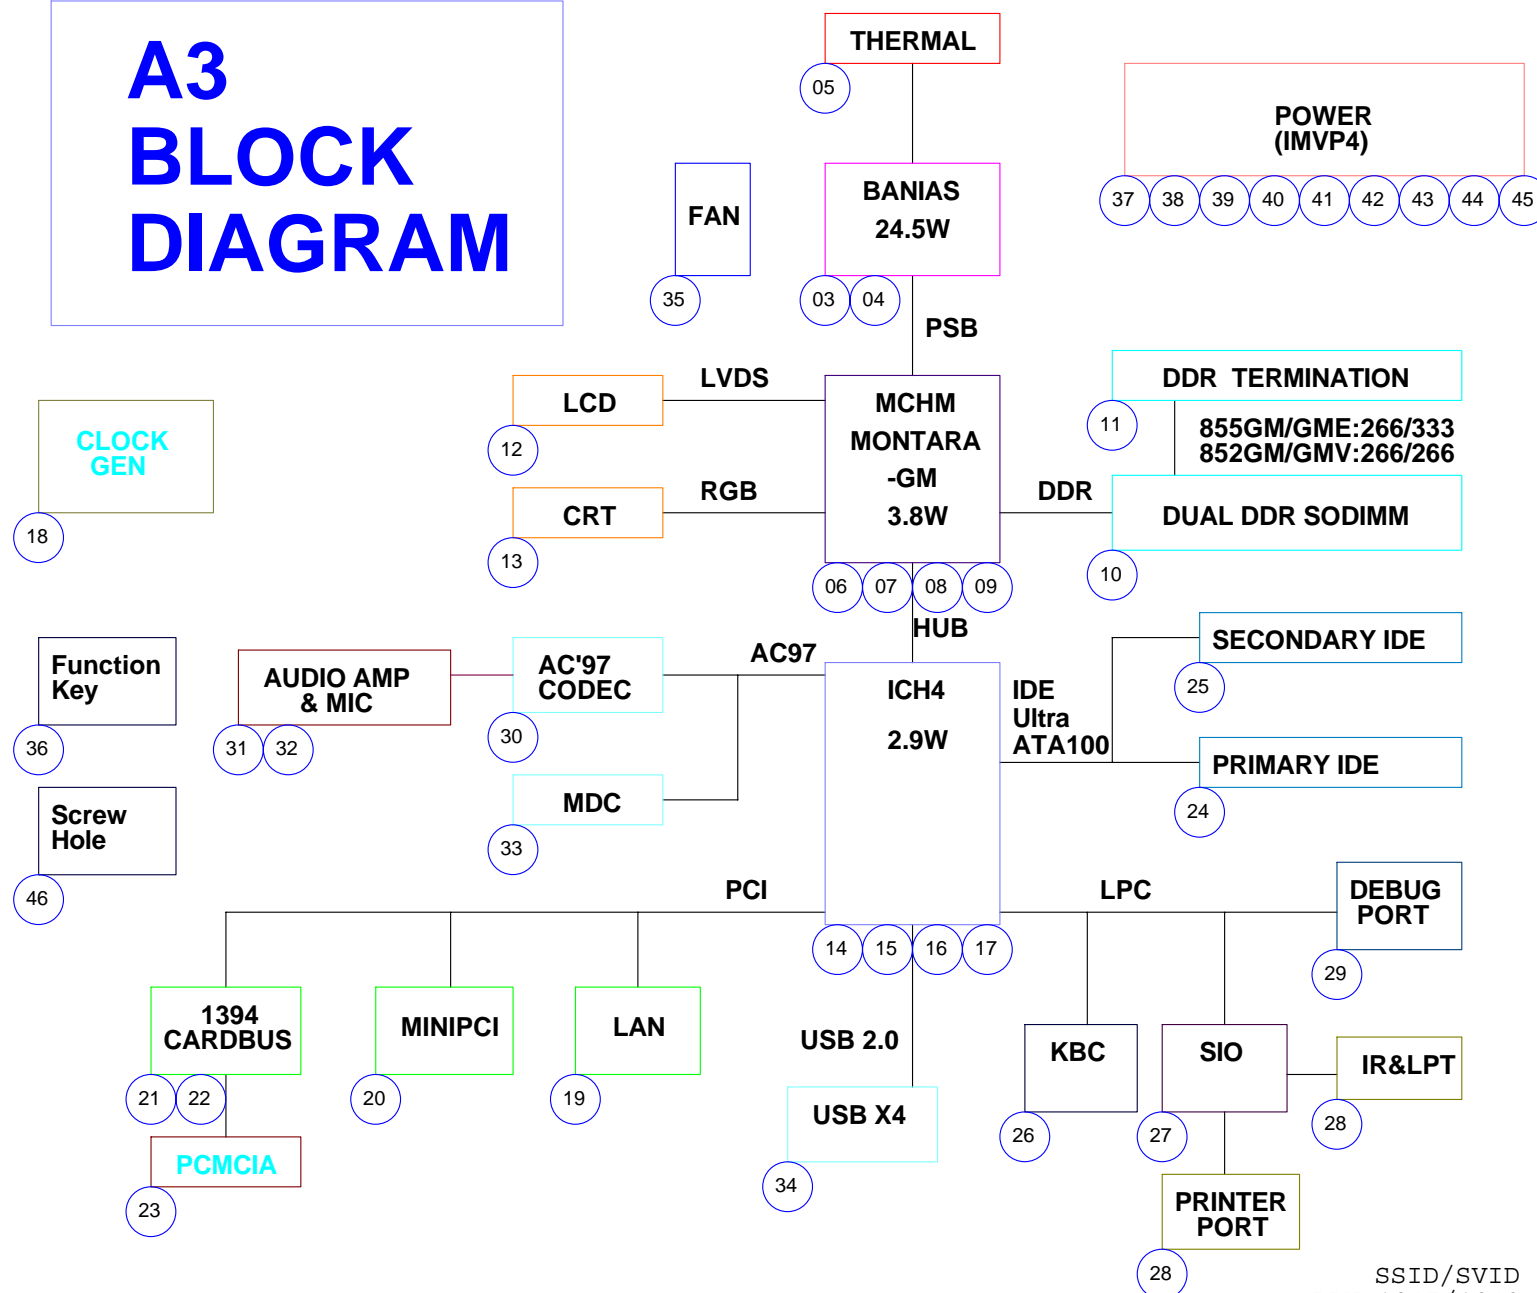 A3
BLOCK
DIAGRAM
THERMAL
05
POWER
(IMVP4)
37 38 39 40 41 42 43 44 45
FAN
35
BANIAS
24.5W
03 04
PSB
LCD
12
LVDS
CRT
13
RGB
MCHM
MONTARA
-GM
3.8W
06 07 08 09
DDR
DDR TERMINATION
11
855GM/GME:266/333
852GM/GMV:266/266
DUAL DDR SODIMM
10
CLOCK
GEN
18
HUB
Function
Key
36
Screw
Hole
46
AUDIO AMP
& MIC
31 32
AC'97
CODEC
30
AC97
MDC
33
ICH4
2.9W
14 15 16 17
IDE
Ultra
ATA100
SECONDARY IDE
25
PRIMARY IDE
24
PCI
LPC
DEBUG
PORT
29
1394
CARDBUS
21 22
PCMCIA
23
MINIPCI
20
LAN
19
USB 2.0
USB X4
34
KBC
26
SIO
27
IR&LPT
28
PRINTER
PORT
28
SSID/SVID